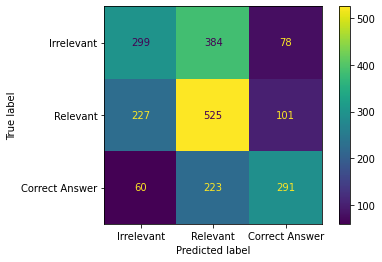 Irrelevant 299 384 78
Relevant 227 525 101
Correct Answer 60 223 291
Irrelevant Relevant Correct Answer
Predicted label
True label
500
400
300
200
100